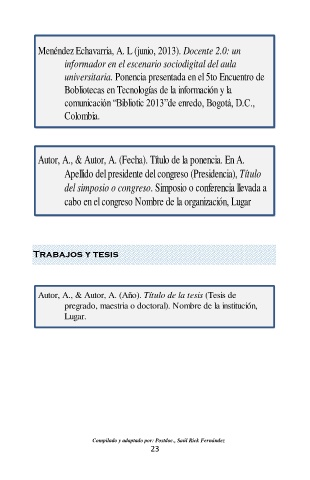 Menéndez Echavarria, A. L (junio, 2013). Docente 2.0: un
informador en el escenario sociodigital del aula
universitaria. Ponencia presentada en el 5to Encuentro de
Bobliotecas en Tecnologías de la información y la
comunicación “Bibliotic 2013”de enredo, Bogotá, D.C.,
Colombia.
Autor, A., & Autor, A. (Fecha). Título de la ponencia. En A.
Apellido del presidente del congreso (Presidencia), Título
del simposio o congreso. Simposio o conferencia llevada a
cabo en el congreso Nombre de la organización, Lugar
Trabajos y tesis
Autor, A., & Autor, A. (Año). Título de la tesis (Tesis de
pregrado, maestria o doctoral). Nombre de la institución,
Lugar.
Compilado y adaptado por: Postdoc., Saúl Rick Fernández
23